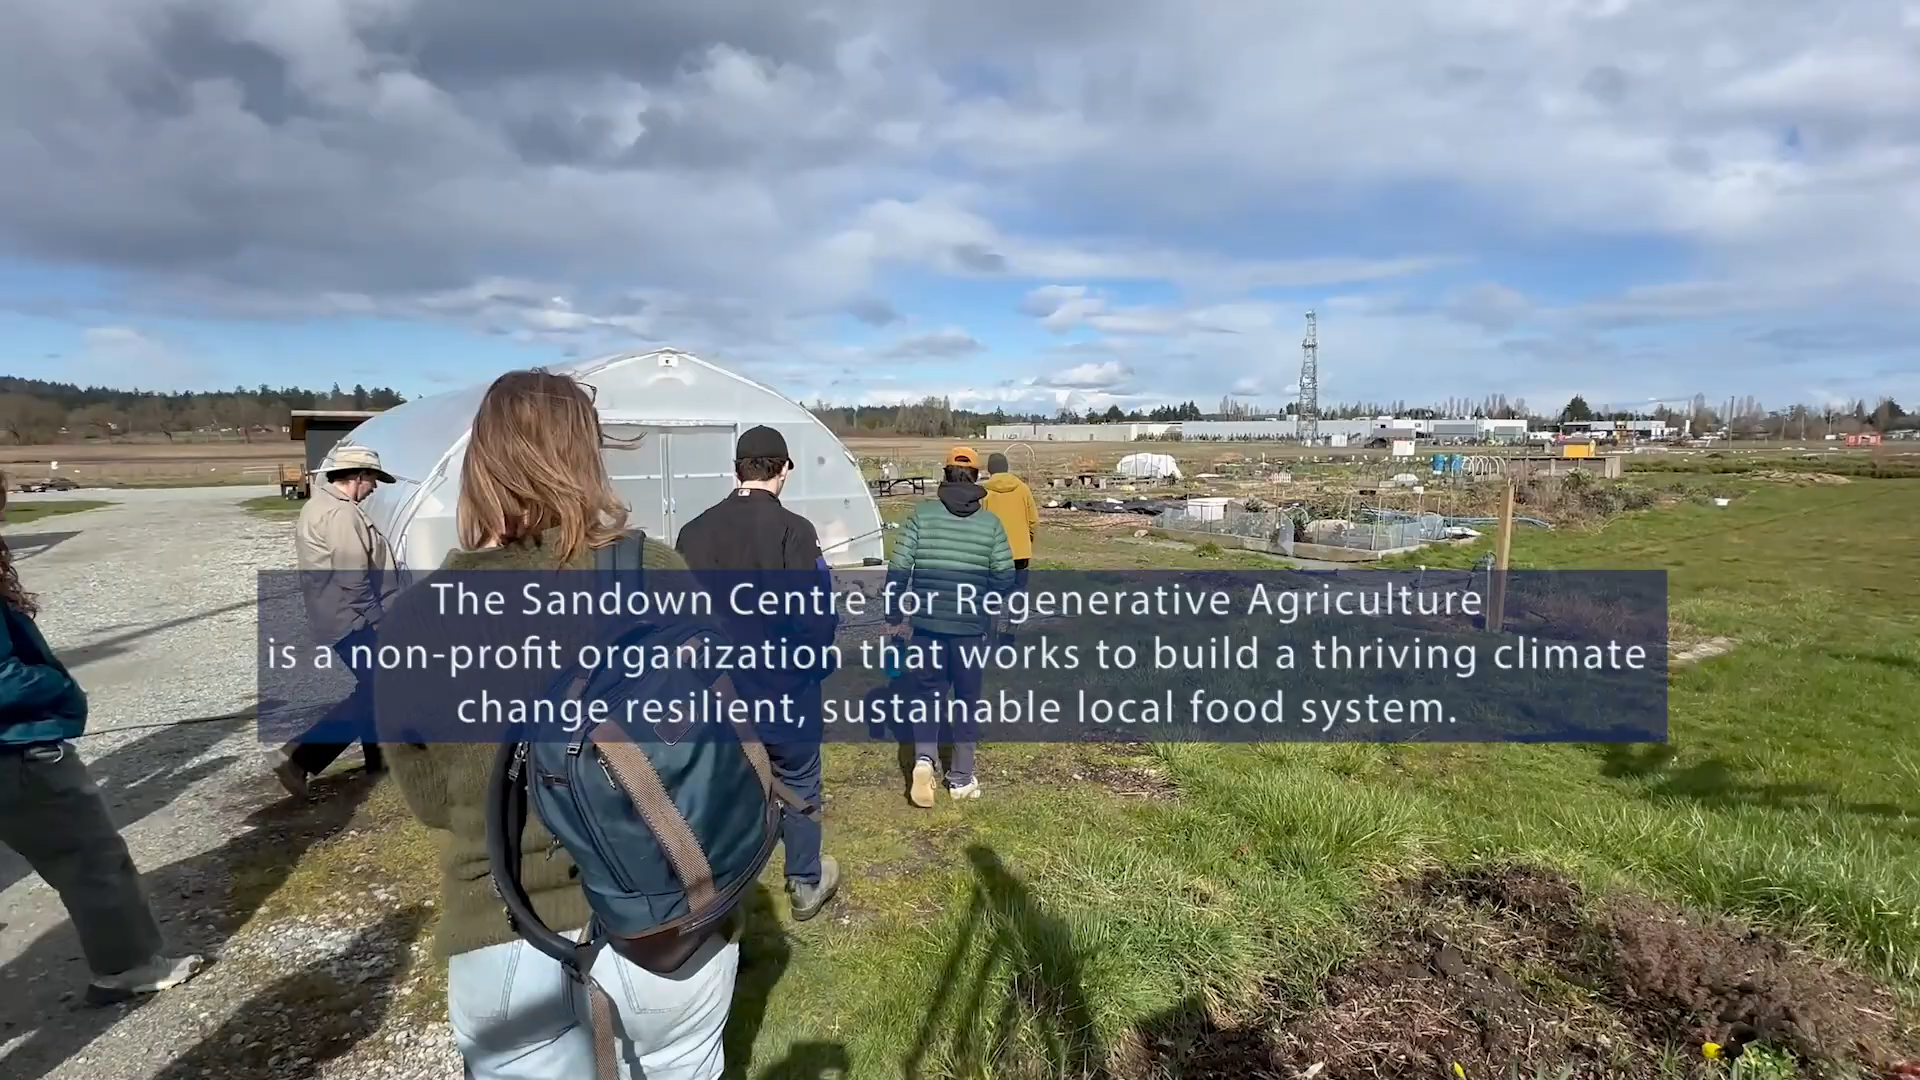 The Sandown Centre for Regenerative Agriculture
is a non-profit organization that works to build a thriving climate
change resilient, sustainable local food system.